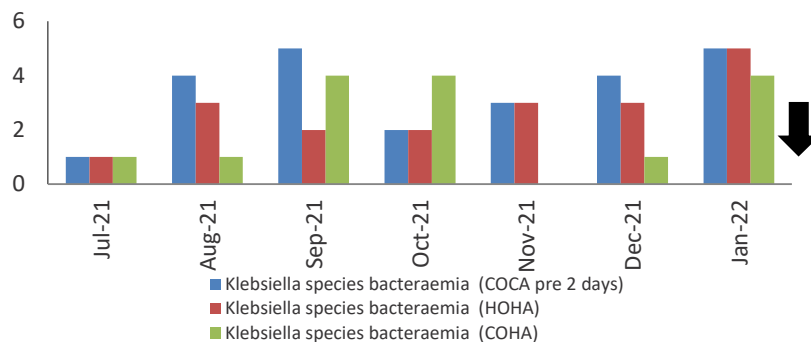 6
4
2
0
Jul-21
Aug-21
Sep-21
Oct-21
Nov-21
Dec-21
Jan-22
Klebsiella species bacteraemia (COCA pre 2 days)
Klebsiella species bacteraemia (HOHA)
Klebsiella species bacteraemia (COHA)